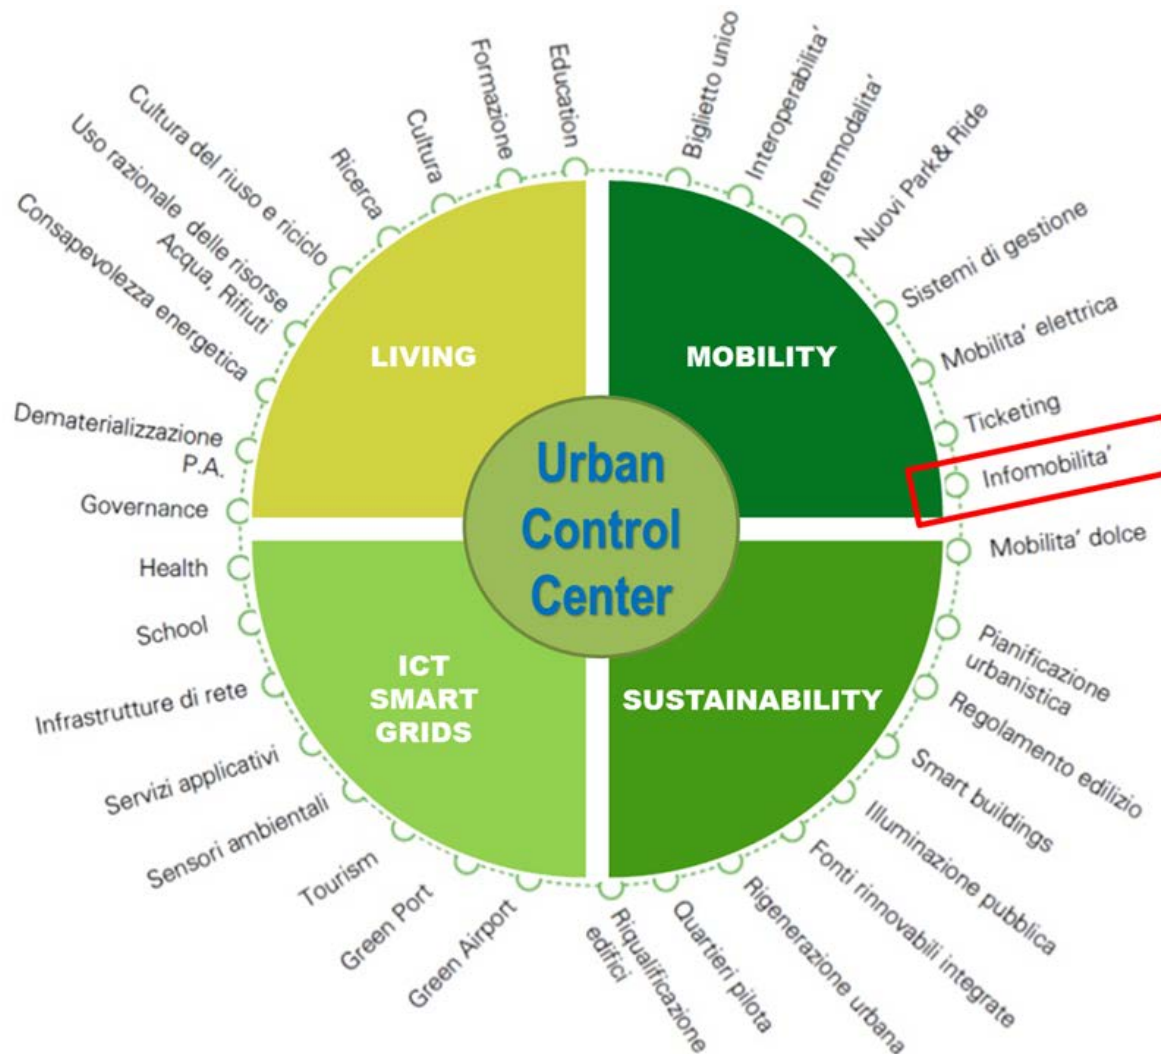 Education
Formazione
Cultura
Ricerca
Cultura del riuso e riciclo
Uso razionale delle risorse
Acqua, Rifiuti
Consapevolezza energetica
Dematerializzazione
P.A.
Governance
Health
School
Infrastrutture di rete
Servizi applicativi
Sensori ambientali
Tourism
Green Port
Green Airport
Biglietto unico
Interoperabilita'
Intermodalita'
Nuovi Park& Ride
Sistemi di gestione
Mobilita' elettrica
Ticketing
Infomobilita'
Mobilita' dolce
Pianificazione
urbanistica
Regolamento edilizio
Smart buildings
Illuminazione pubblica
Fonti rinnovabili integrate
Rigenerazione urbana
Quartieri pilota
Riqualificazione
edifici
LIVING
MOBILITY
Urban
Control
Center
ICT
SMART
GRIDS
SUSTAINABILITY